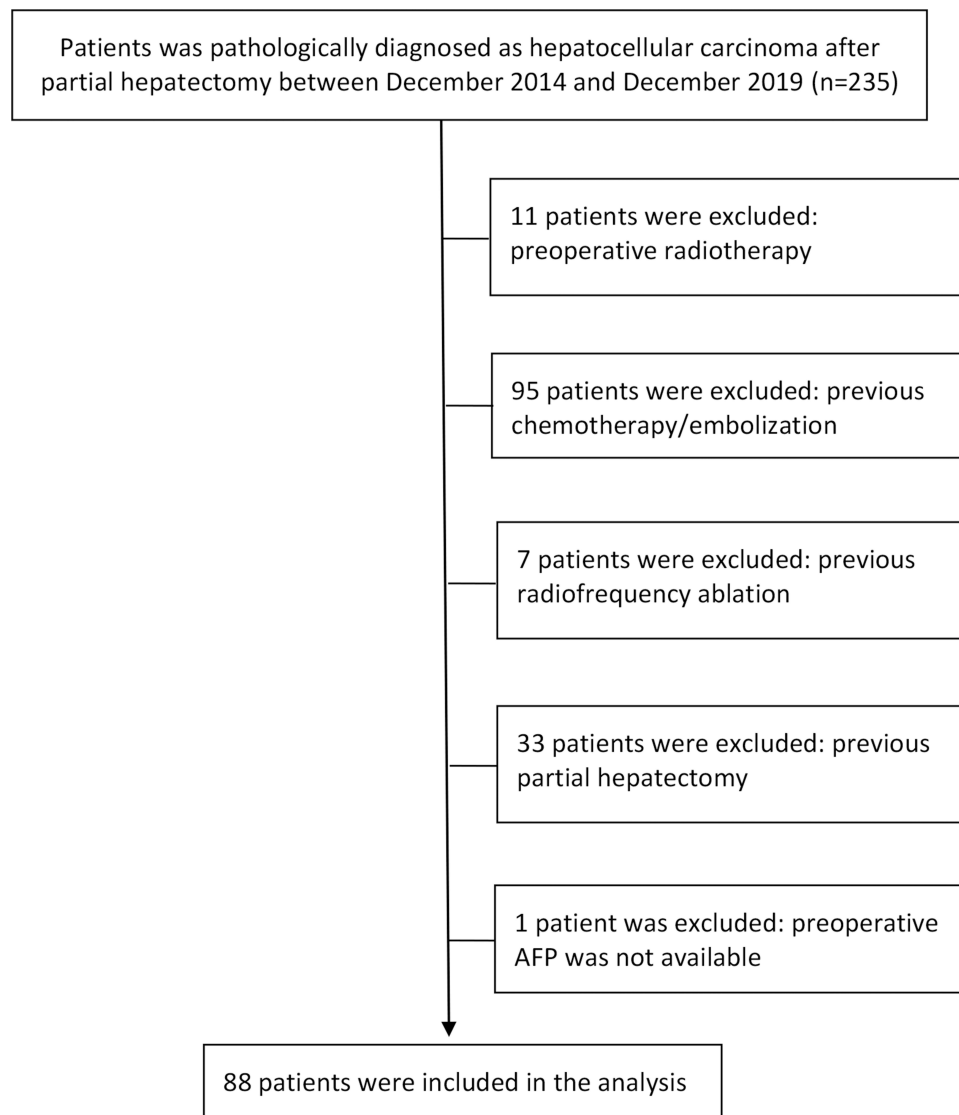 Patients was pathologically diagnosed as hepatocellular carcinoma after
partial hepatectomy between December 2014 and December 2019 (n=235)
11 patients were excluded:
preoperative radiotherapy
95 patients were excluded: previous
chemotherapy/embolization
7 patients were excluded: previous
radiofrequency ablation
33 patients were excluded: previous
partial hepatectomy
1 patient was excluded: preoperative
AFP was not available
88 patients were included in the analysis